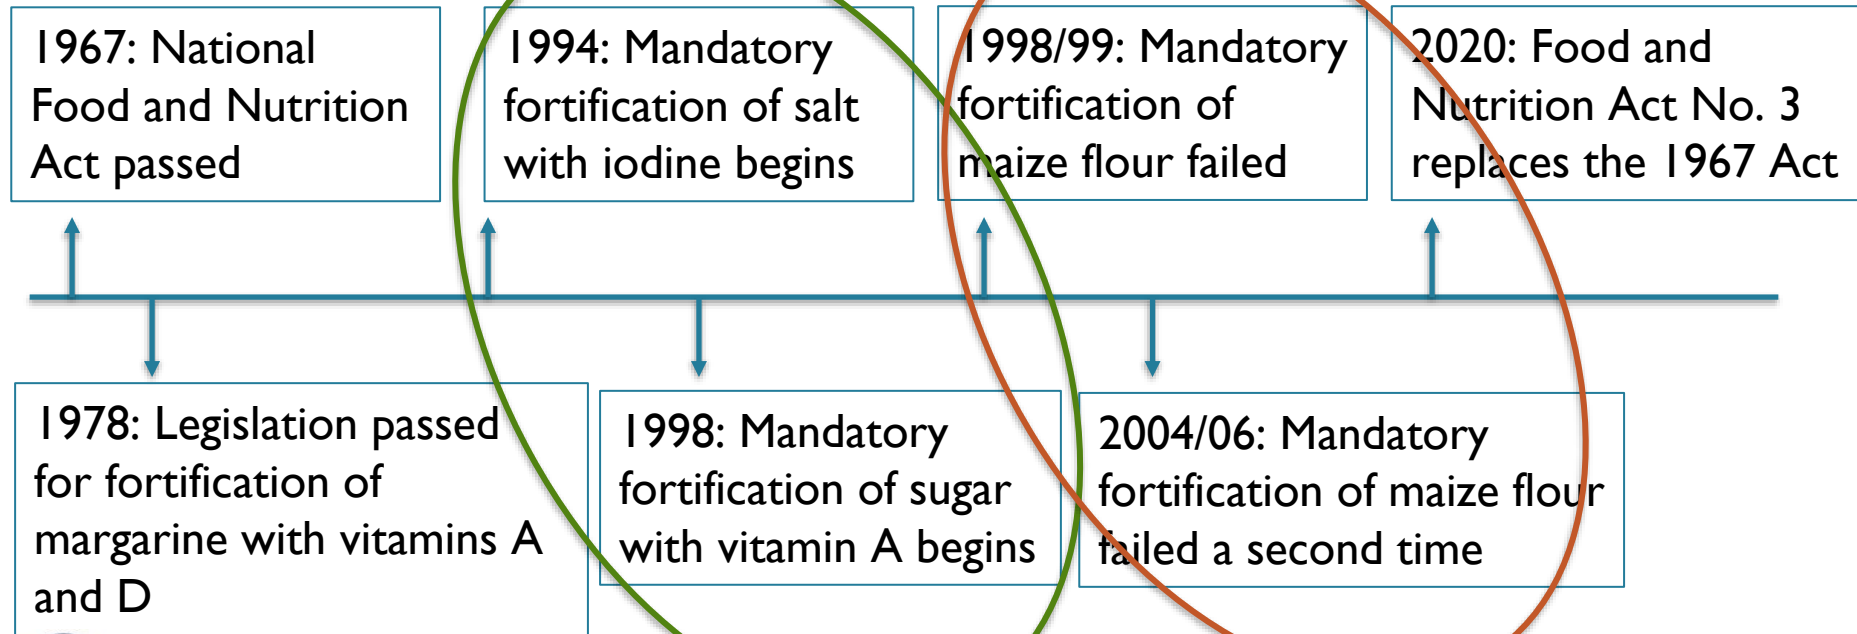 1967: National
Food and Nutrition
Act passed
1994: Mandatory
fortification of salt
with iodine begins
1998/99: Mandatory
fortification of
maize flour failed
2020: Food and
Nutrition Act No. 3
replaces the 1967 Act
1978: Legislation passed
for fortification of
margarine with vitamins A
and D
1998: Mandatory
fortification of sugar
with vitamin A begins
2004/06: Mandatory
fortification of maize flour
failed a second time